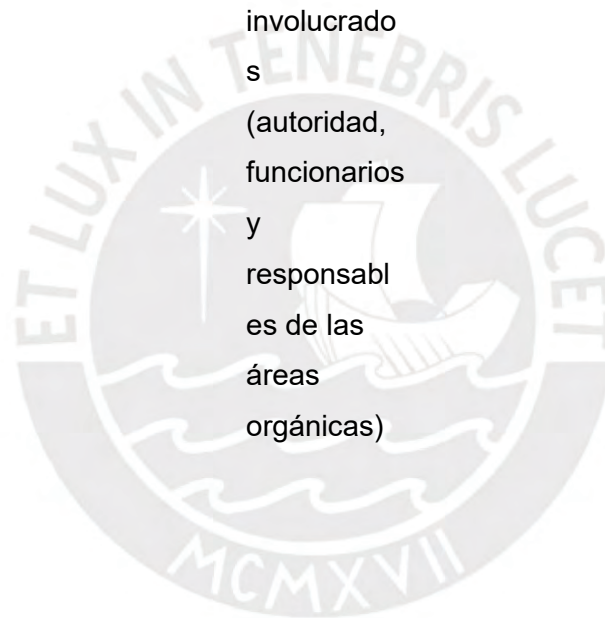 involucrado
s
(autoridad,
funcionarios
y
responsabl
es de las
áreas
orgánicas)
ET LUX IN TENEBRIS LUCET
MCMXVII